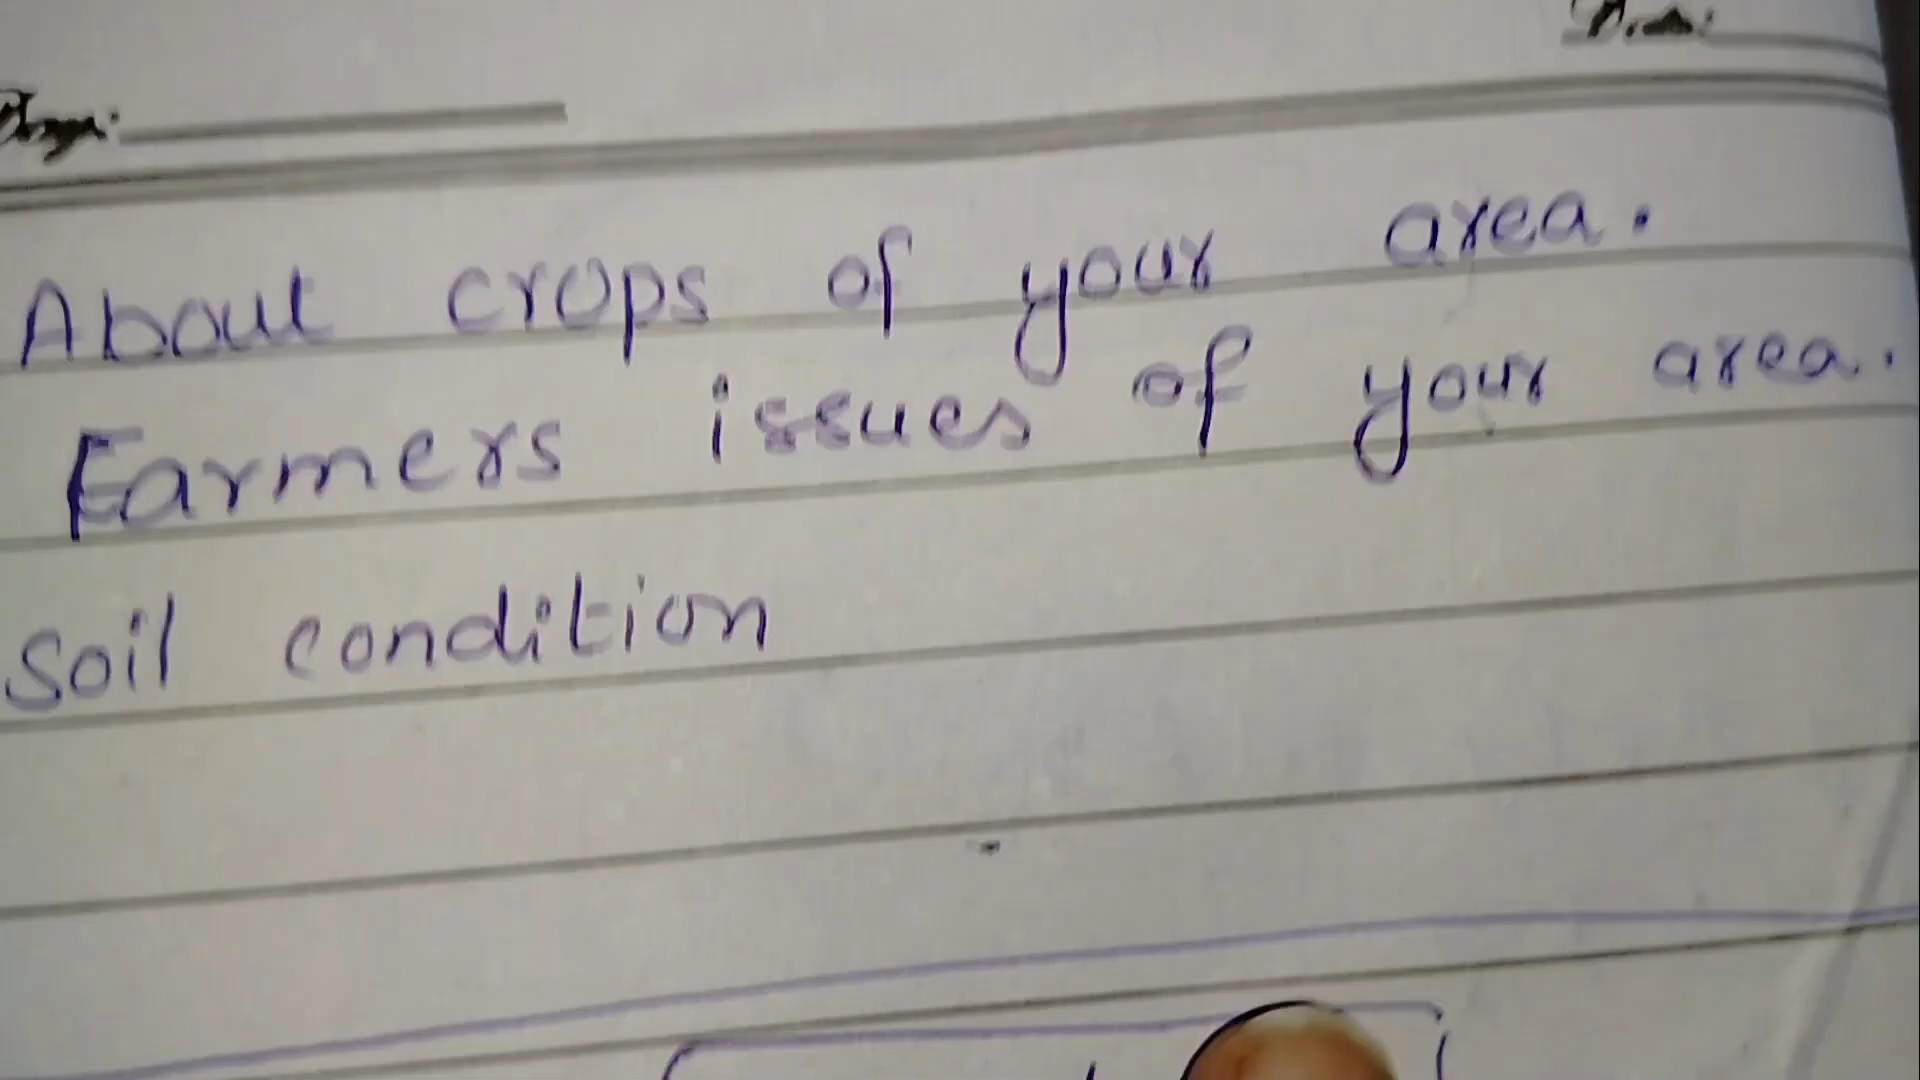 About crops of your area.
Farmers issues of your area.
Soil condition